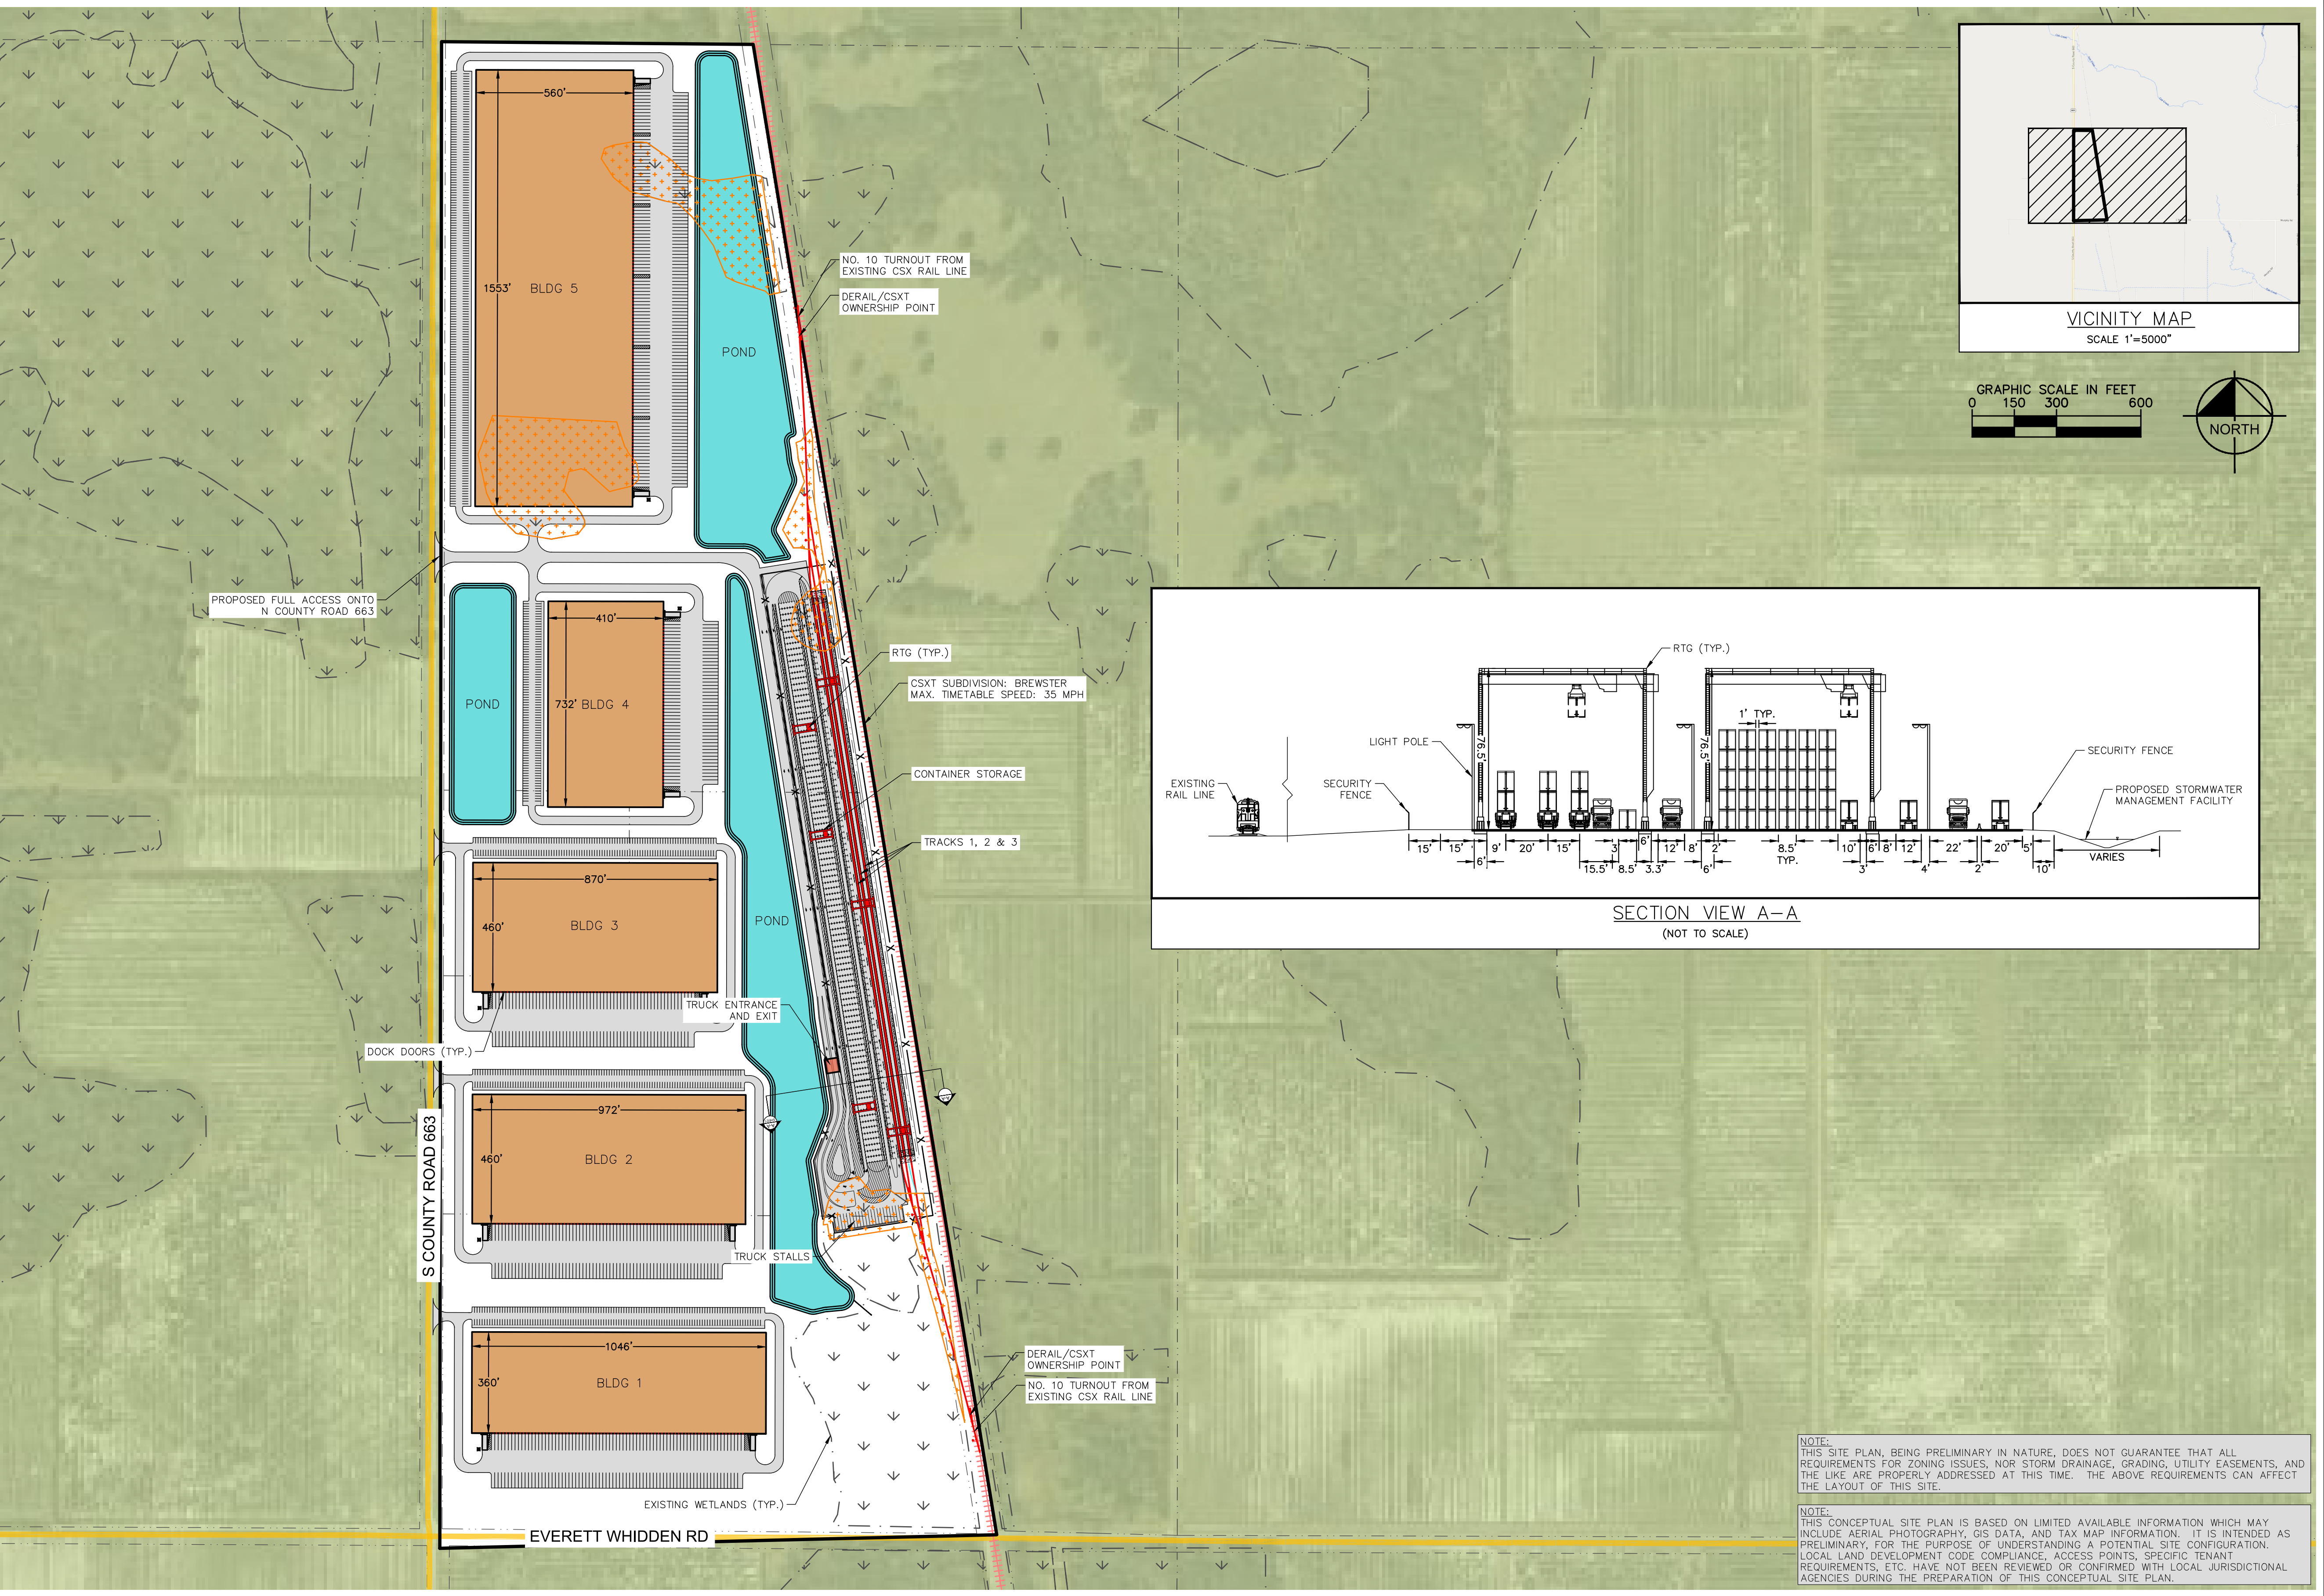 560'
1553'
BLDG 5
POND
NO. 10 TURNOUT FROM
EXISTING CSX RAIL LINE
DERAIL/CSXT
OWNERSHIP POINT
VICINITY MAP
SCALE 1'=5000"
GRAPHIC SCALE IN FEET
0 150 300 600
NORTH
PROPOSED FULL ACCESS ONTO
N COUNTY ROAD 663
410'
732'
BLDG 4
POND
RTG (TYP.)
CSXT SUBDIVISION: BREWSTER
MAX. TIMETABLE SPEED: 35 MPH
CONTAINER STORAGE
TRACKS 1, 2 & 3
870'
460'
BLDG 3
POND
TRUCK ENTRANCE
AND EXIT
DOCK DOORS (TYP.)
972'
460'
BLDG 2
S COUNTY ROAD 663
TRUCK STALLS
1046'
360'
BLDG 1
DERAIL/CSXT
OWNERSHIP POINT
NO. 10 TURNOUT FROM
EXISTING CSX RAIL LINE
EXISTING WETLANDS (TYP.)
EVERETT WHIDDEN RD
RTG (TYP.)
1' TYP.
LIGHT POLE
76.5'
76.5'
SECURITY FENCE
EXISTING
RAIL LINE
SECURITY
FENCE
PROPOSED STORMWATER
MANAGEMENT FACILITY
15' 15' 9' 20' 15' 3' 6' 12' 8' 2' 8.5' 10' 6' 8' 12' 22' 20' 5'
TYP.
VARIES
6' 15.5' 8.5' 3.3' 6' 3' 4' 2' 10'
SECTION VIEW A-A
(NOT TO SCALE)
NOTE:
THIS SITE PLAN, BEING PRELIMINARY IN NATURE, DOES NOT GUARANTEE THAT ALL
REQUIREMENTS FOR ZONING ISSUES, NOR STORM DRAINAGE, GRADING, UTILITY EASEMENTS, AND
THE LIKE ARE PROPERLY ADDRESSED AT THIS TIME. THE ABOVE REQUIREMENTS CAN AFFECT
THE LAYOUT OF THIS SITE.
NOTE:
THIS CONCEPTUAL SITE PLAN IS BASED ON LIMITED AVAILABLE INFORMATION WHICH MAY
INCLUDE AERIAL PHOTOGRAPHY, GIS DATA, AND TAX MAP INFORMATION. IT IS INTENDED AS
PRELIMINARY, FOR THE PURPOSE OF UNDERSTANDING A POTENTIAL SITE CONFIGURATION.
LOCAL LAND DEVELOPMENT CODE COMPLIANCE, ACCESS POINTS, SPECIFIC TENANT
REQUIREMENTS, ETC. HAVE NOT BEEN REVIEWED OR CONFIRMED WITH LOCAL JURISDICTIONAL
AGENCIES DURING THE PREPARATION OF THIS CONCEPTUAL SITE PLAN.